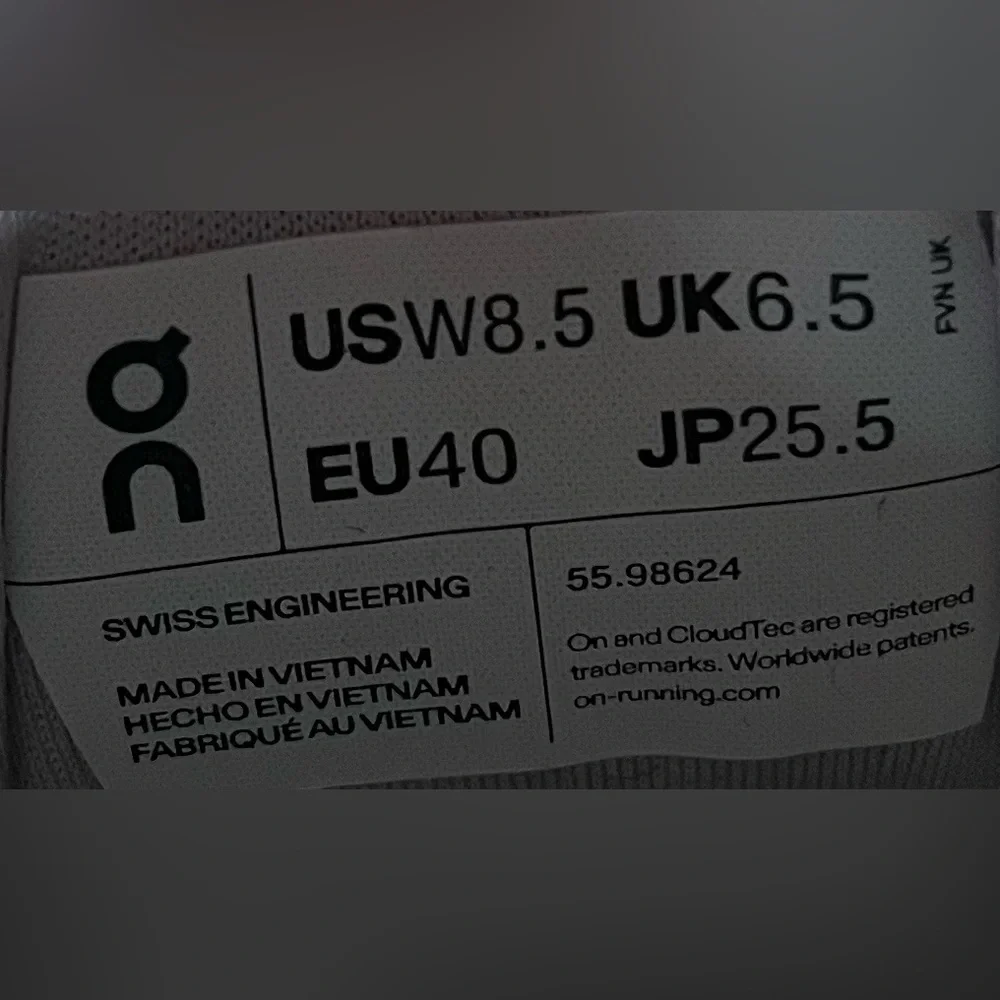 On
USW8.5 UK6.5
EU40 JP25.5
FVN UK
SWISS ENGINEERING
MADE IN VIETNAM
HECHO EN VIETNAM
FABRIQUÉ AU VIETNAM
55.98624
On and CloudTec are registered
trademarks. Worldwide patents.
on-running.com